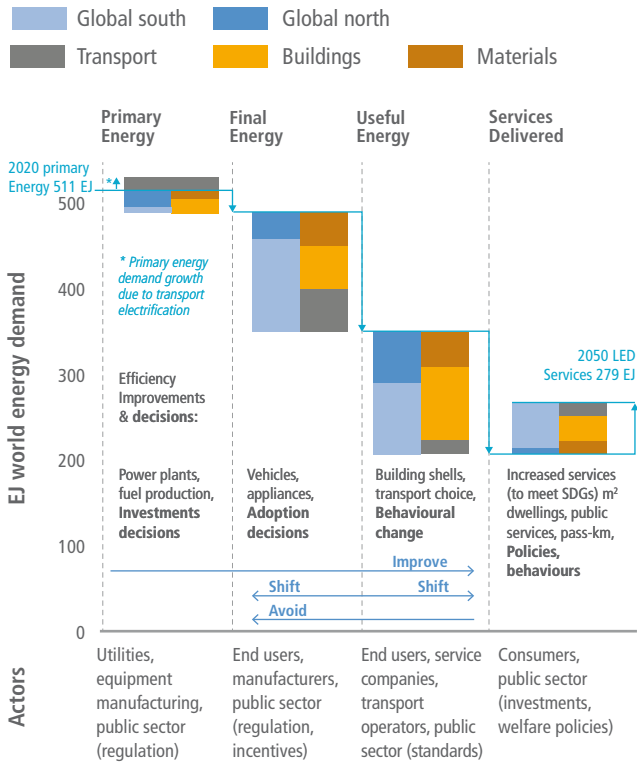 Global south
Global north
Transport
Buildings
Materials
Primary
Energy
Final
Energy
Useful
Energy
Services
Delivered
2020 primary
Energy 511 EJ
*
500
400
300
200
100
0
EJ world energy demand
* Primary energy
demand growth
due to transport
electrification
2050 LED
Services 279 EJ
Efficiency
Improvements
& decisions:
Power plants,
fuel production,
Investments
decisions
Vehicles,
appliances,
Adoption
decisions
Building shells,
transport choice,
Behavioural
change
Increased services
(to meet SDGs) m²
dwellings, public
services, pass-km,
Policies,
behaviours
Improve
Shift
Shift
Avoid
Actors
Utilities,
equipment
manufacturing,
public sector
(regulation)
End users,
manufacturers,
public sector
(regulation,
incentives)
End users, service
companies,
transport
operators, public
sector (standards)
Consumers,
public sector
(investments,
welfare policies)